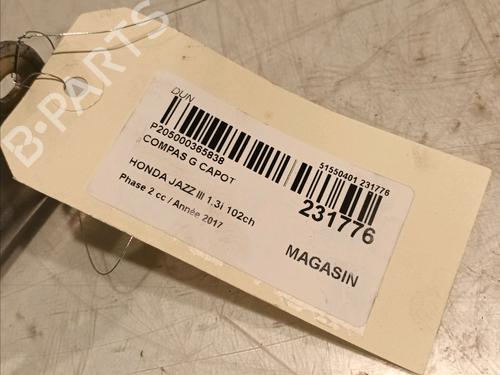 B-PARTS
DUN
P205000365838
COMPAS G CAPOT
HONDA JAZZ III 1.3i 102ch
Phase 2 cc / Année 2017
51550401 231776
231776
MAGASIN